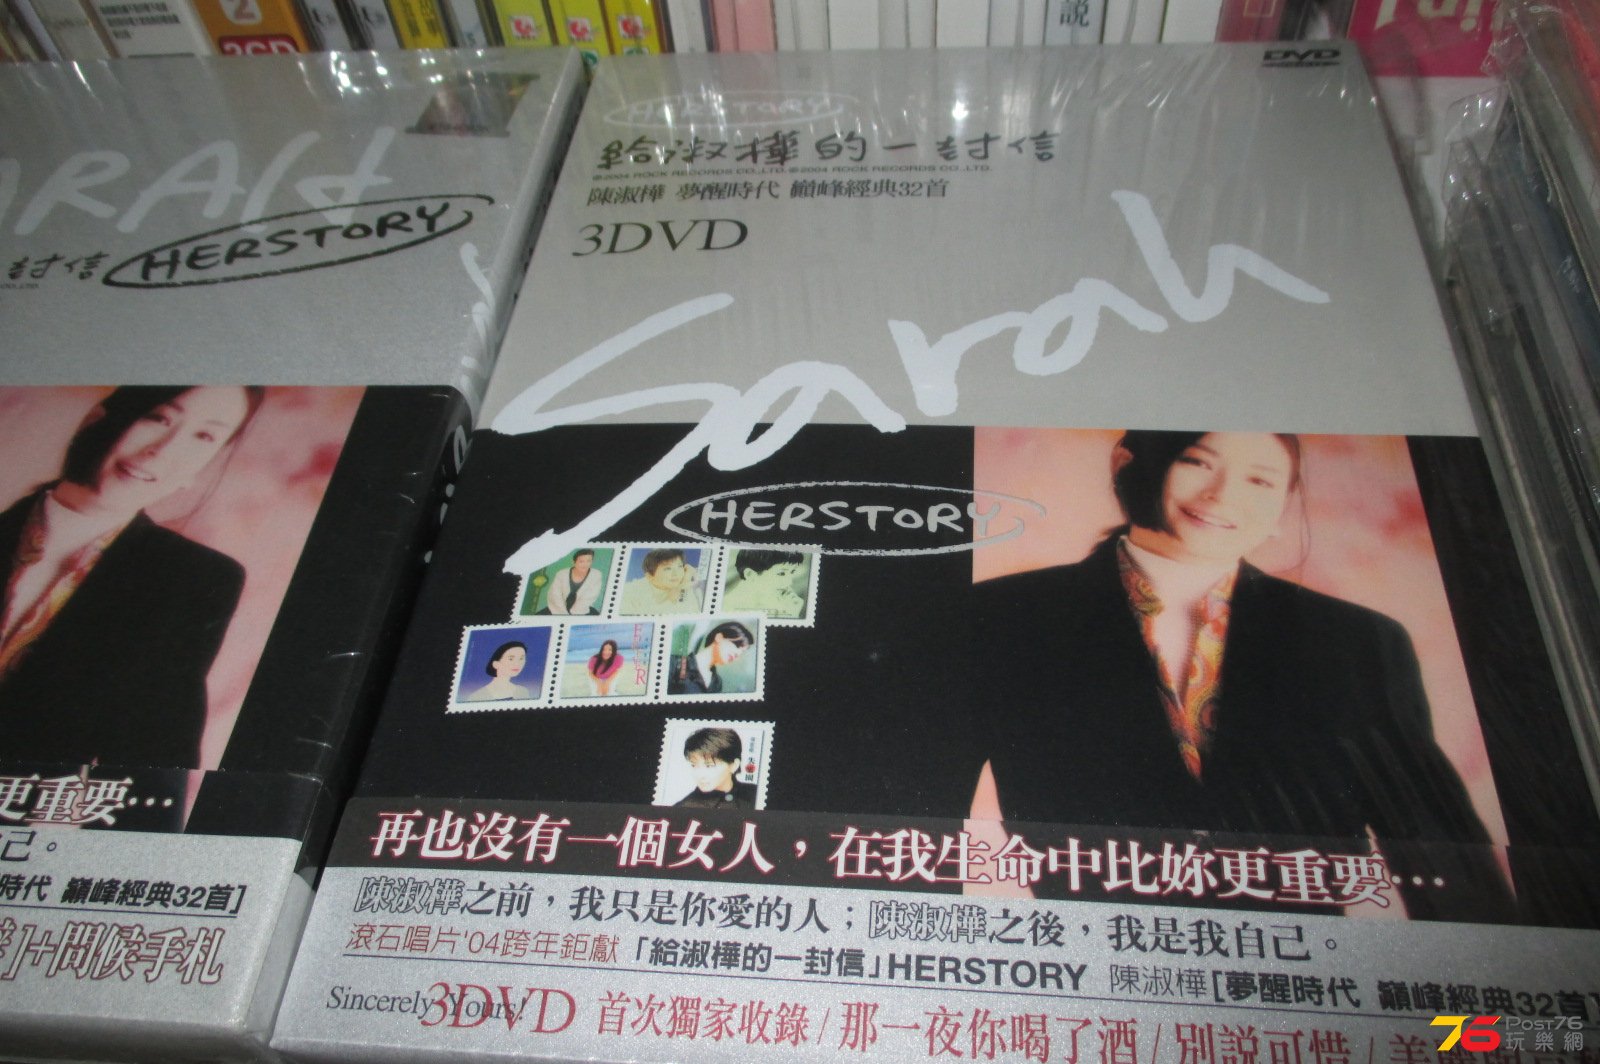 2
3CD
說
DVD
HERSTORY
給淑樺的一封信
℗2004 ROCK RECORDS CO.,LTD. ©2004 ROCK RECORDS CO.,LTD.
陳淑樺 夢醒時代 巔峰經典32首
3DVD
Sarah
HERSTORY
再也沒有一個女人，在我生命中比妳更重要…
陳淑樺之前，我只是你愛的人；陳淑樺之後，我是我自己。
滾石唱片'04跨年鉅獻「給淑樺的一封信」HERSTORY 陳淑樺[夢醒時代 巔峰經典32首]
Sincerely Yours!
3DVD 首次獨家收錄/那一夜你喝了酒/別說可惜/
ARAH
封信 HERSTORY
CO.,LTD.
更重要…
己。
時代 巔峰經典32首]
]+問候手札
76 Post76
玩樂網